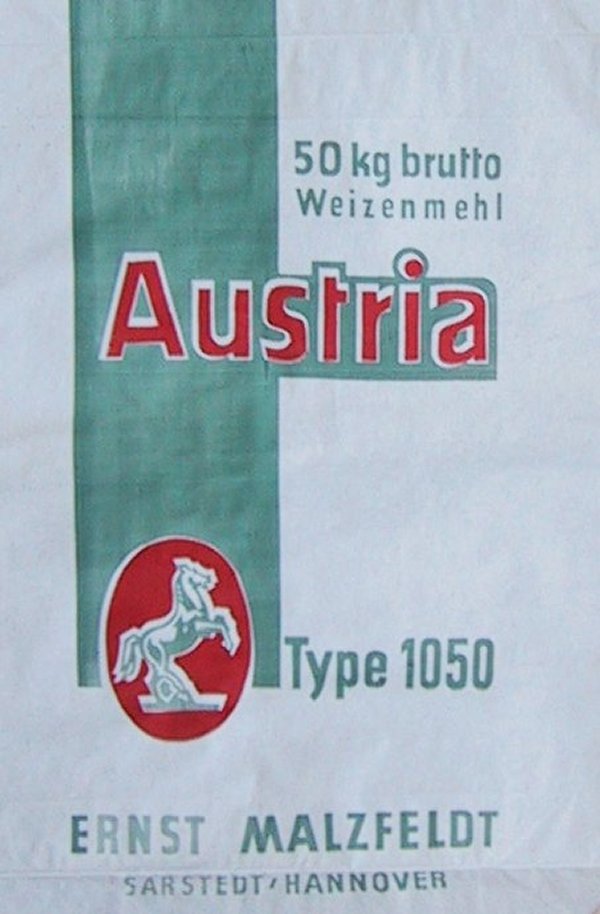 50 kg brutto
Weizenmehl
Austria
Type 1050
ERNST MALZFELDT
SARSTEDT/HANNOVER